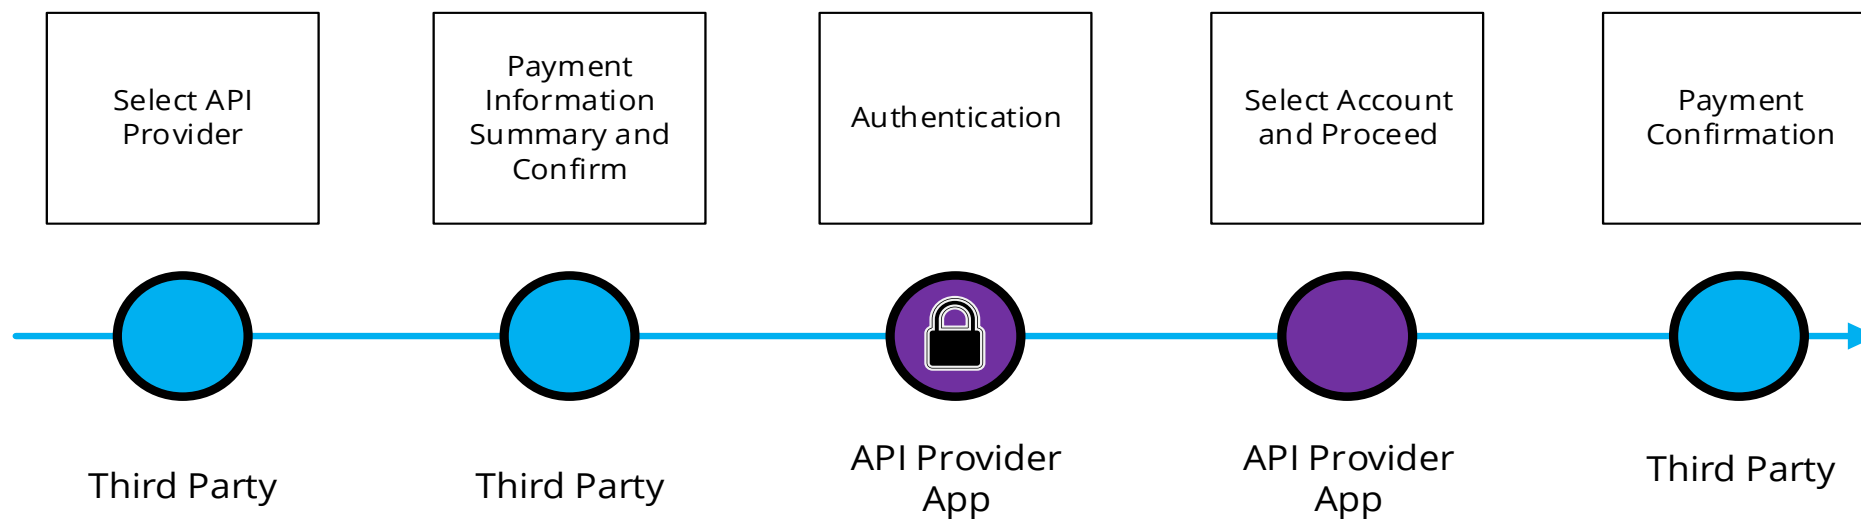 Select API
Provider
Payment
Information
Summary and
Confirm
Authentication
Select Account
and Proceed
Payment
Confirmation
Third Party
Third Party
API Provider
App
API Provider
App
Third Party